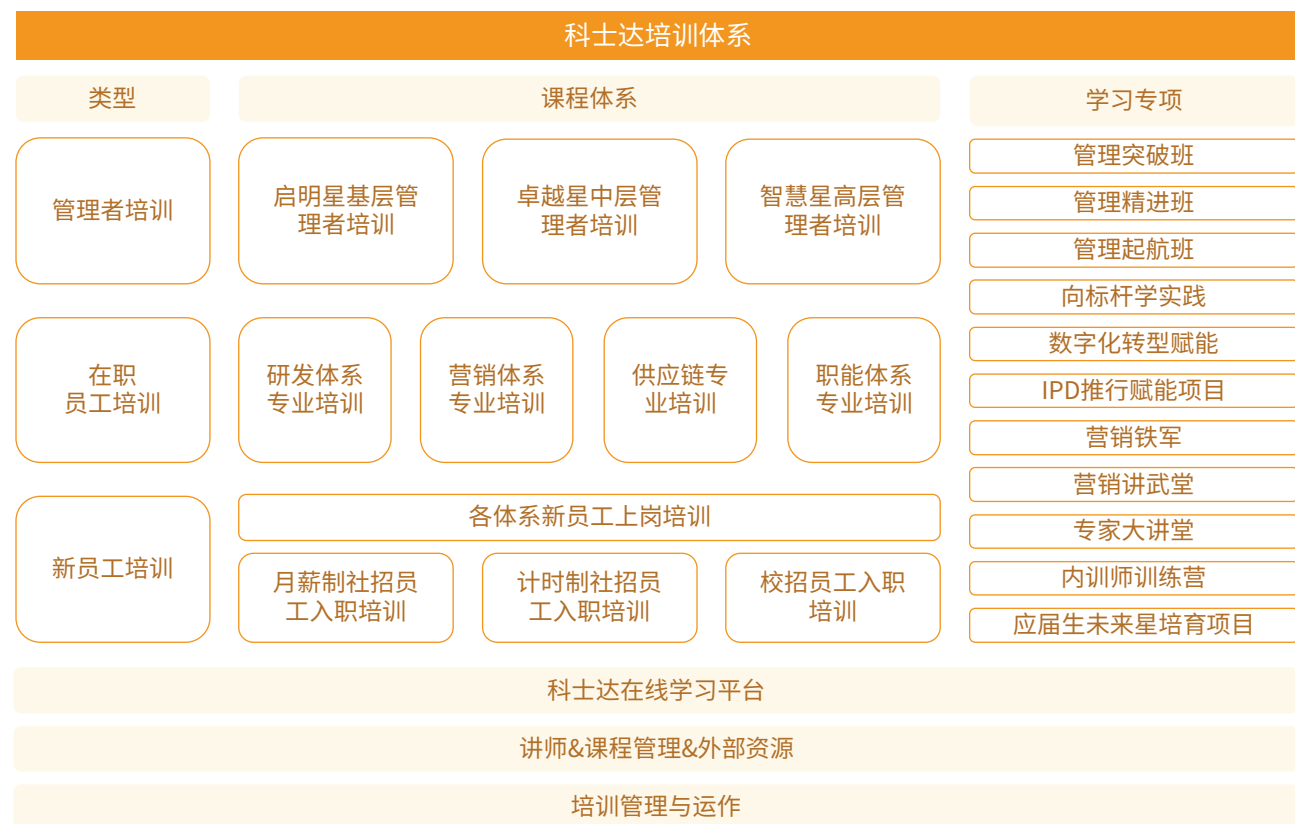 科士达培训体系
类型
课程体系
学习专项
管理者培训
启明星基层管
理者培训
卓越星中层管
理者培训
智慧星高层管
理者培训
在职
员工培训
研发体系
专业培训
营销体系
专业培训
供应链专
业培训
职能体系
专业培训
新员工培训
各体系新员工上岗培训
月薪制社招员
工入职培训
计时制社招员
工入职培训
校招员工入职
培训
管理突破班
管理精进班
管理起航班
向标杆学实践
数字化转型赋能
IPD推行赋能项目
营销铁军
营销讲武堂
专家大讲堂
内训师训练营
应届生未来星培育项目
科士达在线学习平台
讲师&课程管理&外部资源
培训管理与运作